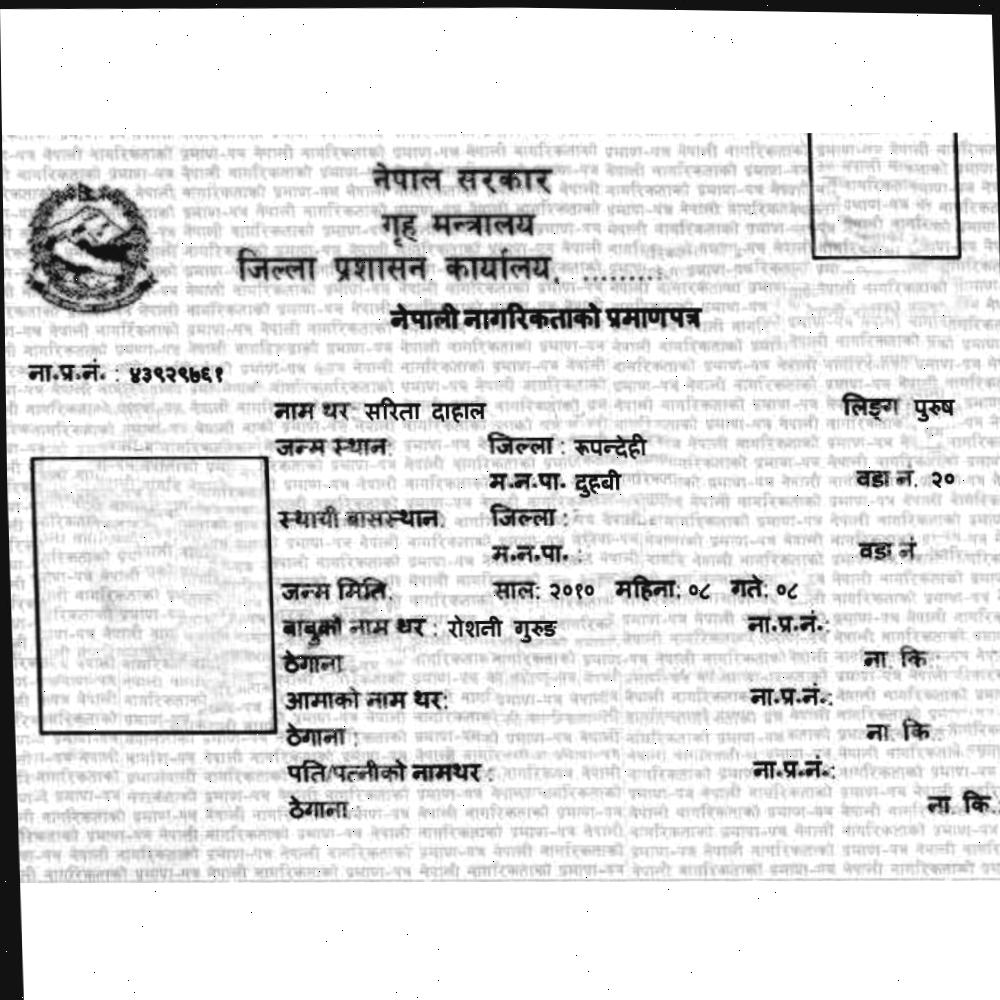 नेपाल सरकार
गृह मन्त्रालय
जिल्ला प्रशासन कार्यालय, .........
नेपाली नागरिकताको प्रमाणपत्र
ना.प्र.नं. : ४३९२९७६१
नाम थर: सरिता दाहाल लिङ्ग पुरुष
जन्म स्थान: जिल्ला : रूपन्देही
म.न.पा. दुहबी वडा नं. २०
स्थायी बासस्थान: जिल्ला :
म.न.पा. : वडा नं
जन्म मिति: साल: २०१० महिना: ०८ गते: ०८
बाबुको नाम थर : रोशनी गुरुङ ना.प्र.नं.:
ठेगाना ना. कि.:
आमाको नाम थर: ना.प्र.नं.:
ठेगाना : ना. कि.:
पति/पत्नीको नामथर : ना.प्र.नं.:
ठेगाना ना. कि.: